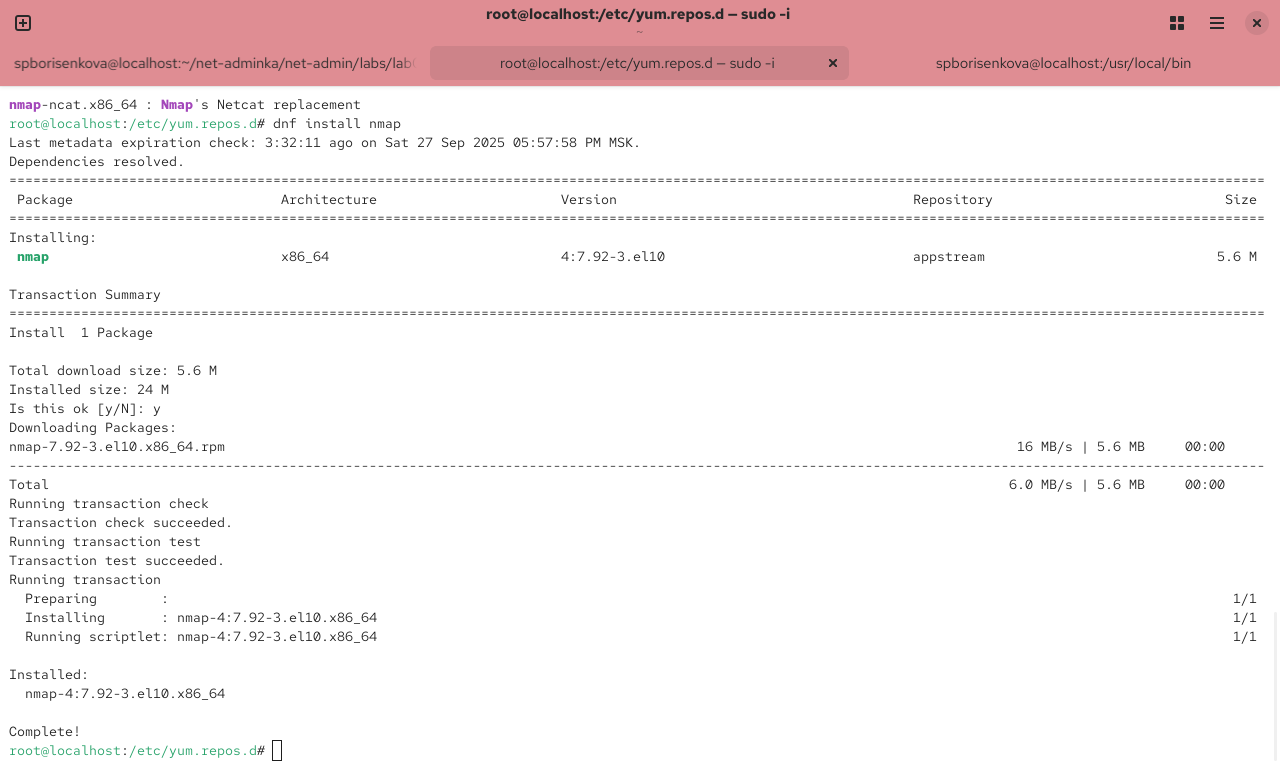 root@localhost:/etc/yum.repos.d — sudo -i
~
spborisenkova@localhost:~/net-adminka/net-admin/labs/lab
root@localhost:/etc/yum.repos.d — sudo -i
spborisenkova@localhost:/usr/local/bin
nmap-ncat.x86_64 : Nmap's Netcat replacement
root@localhost:/etc/yum.repos.d# dnf install nmap
Last metadata expiration check: 3:32:11 ago on Sat 27 Sep 2025 05:57:58 PM MSK.
Dependencies resolved.
================================================================================
Package Architecture Version Repository Size
================================================================================
Installing:
nmap x86_64 4:7.92-3.el10 appstream 5.6 M
Transaction Summary
================================================================================
Install  1 Package
Total download size: 5.6 M
Installed size: 24 M
Is this ok [y/N]: y
Downloading Packages:
nmap-7.92-3.el10.x86_64.rpm 16 MB/s | 5.6 MB 00:00
--------------------------------------------------------------------------------
Total 6.0 MB/s | 5.6 MB 00:00
Running transaction check
Transaction check succeeded.
Running transaction test
Transaction test succeeded.
Running transaction
Preparing : 1/1
Installing : nmap-4:7.92-3.el10.x86_64 1/1
Running scriptlet: nmap-4:7.92-3.el10.x86_64 1/1
Installed:
nmap-4:7.92-3.el10.x86_64
Complete!
root@localhost:/etc/yum.repos.d#